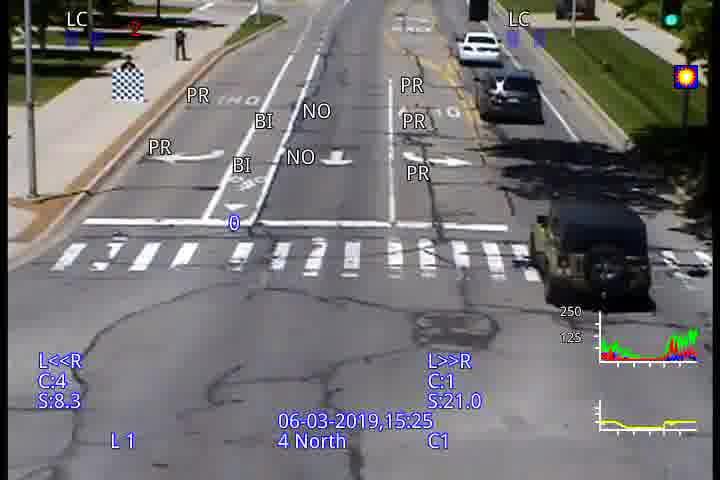 LC
2
LC
PR
BI
NO
PR
PR
PR
BI
NO
PR
0
250
125
L<<R
C:4
S:8.3
L>>R
C:1
S:21.0
06-03-2019,15:25
L 1
4 North
C1